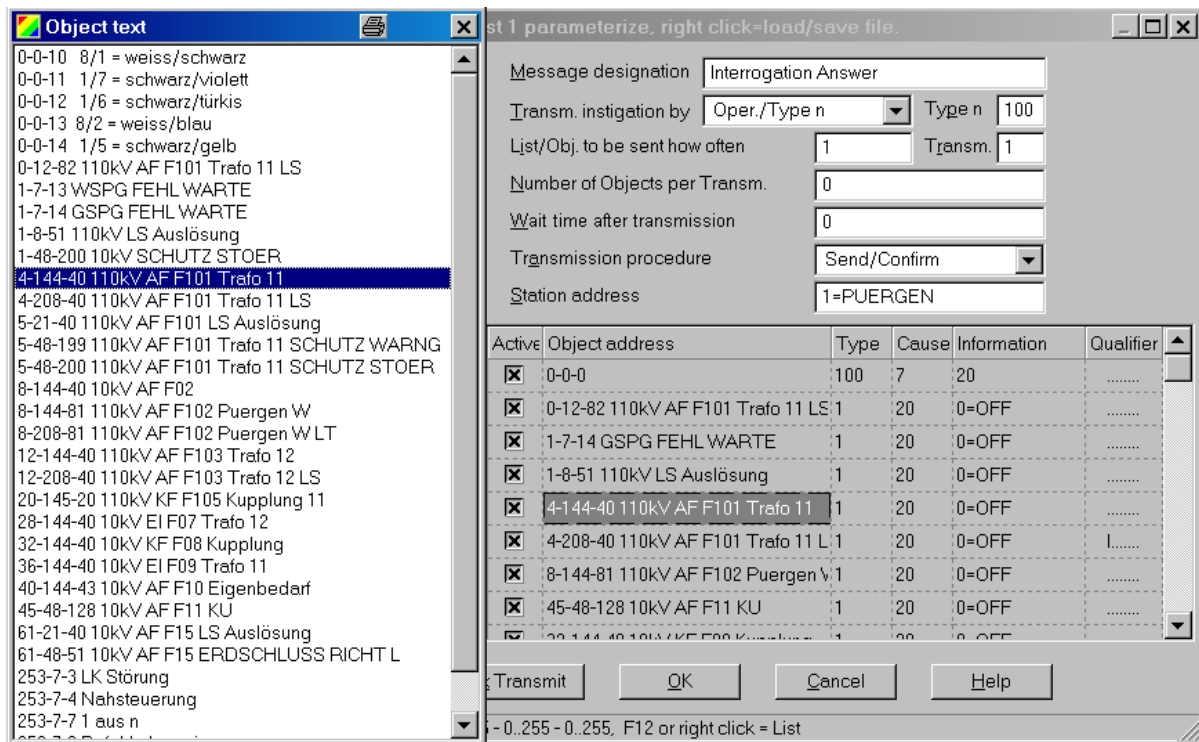 Object text
0-0-10 8/1 = weiss/schwarz
0-0-11 1/7 = schwarz/violett
0-0-12 1/6 = schwarz/türkis
0-0-13 8/2 = weiss/blau
0-0-14 1/5 = schwarz/gelb
0-12-82 110kV AF F101 Trafo 11 LS
1-7-13 WSPG FEHL WARTE
1-7-14 GSPG FEHL WARTE
1-8-51 110kV LS Auslösung
1-48-200 10kV SCHUTZ STOER
4-144-40 110kV AF F101 Trafo 11
4-208-40 110kV AF F101 Trafo 11 LS
5-21-40 110kV AF F101 LS Auslösung
5-48-199 110kV AF F101 Trafo 11 SCHUTZ WARNG
5-48-200 110kV AF F101 Trafo 11 SCHUTZ STOER
8-144-40 10kV AF F02
8-144-81 110kV AF F102 Puergen W
8-208-81 110kV AF F102 Puergen W LT
12-144-40 110kV AF F103 Trafo 12
12-208-40 110kV AF F103 Trafo 12 LS
20-145-20 110kV KF F105 Kupplung 11
28-144-40 10kV EI F07 Trafo 12
32-144-40 10kV KF F08 Kupplung
36-144-40 10kV EI F09 Trafo 11
40-144-43 10kV AF F10 Eigenbedarf
45-48-128 10kV AF F11 KU
61-21-40 10kV AF F15 LS Auslösung
61-48-51 10kV AF F15 ERDSCHLUSS RICHT L
253-7-3 LK Störung
253-7-4 Nahsteuerung
253-7-7 1 aus n
st 1 parameterize, right click=load/save file.
Message designation Interrogation Answer
Transm. instigation by Oper./Type n Type n 100
List/Obj. to be sent how often 1 Transm. 1
Number of Objects per Transm. 0
Wait time after transmission 0
Transmission procedure Send/Confirm
Station address 1=PUERGEN
Active Object address Type Cause Information Qualifier
0-0-0 100 7 20 ........
0-12-82 110kV AF F101 Trafo 11 LS 1 20 0=OFF ........
1-7-14 GSPG FEHL WARTE 1 20 0=OFF ........
1-8-51 110kV LS Auslösung 1 20 0=OFF ........
4-144-40 110kV AF F101 Trafo 11 1 20 0=OFF ........
4-208-40 110kV AF F101 Trafo 11 L 1 20 0=OFF I.......
8-144-81 110kV AF F102 Puergen 1 20 0=OFF ........
45-48-128 10kV AF F11 KU 1 20 0=OFF ........
Transmit OK Cancel Help
- 0..255 - 0..255, F12 or right click = List